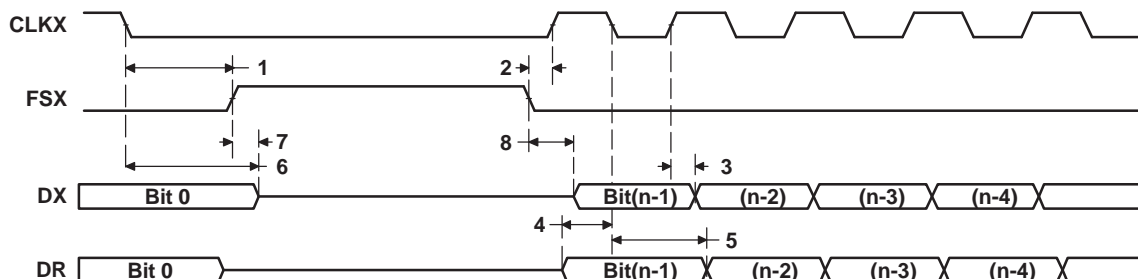 CLKX
1
2
FSX
7
8
6
3
DX
Bit 0
Bit(n-1)
(n-2)
(n-3)
(n-4)
4
5
DR
Bit 0
Bit(n-1)
(n-2)
(n-3)
(n-4)